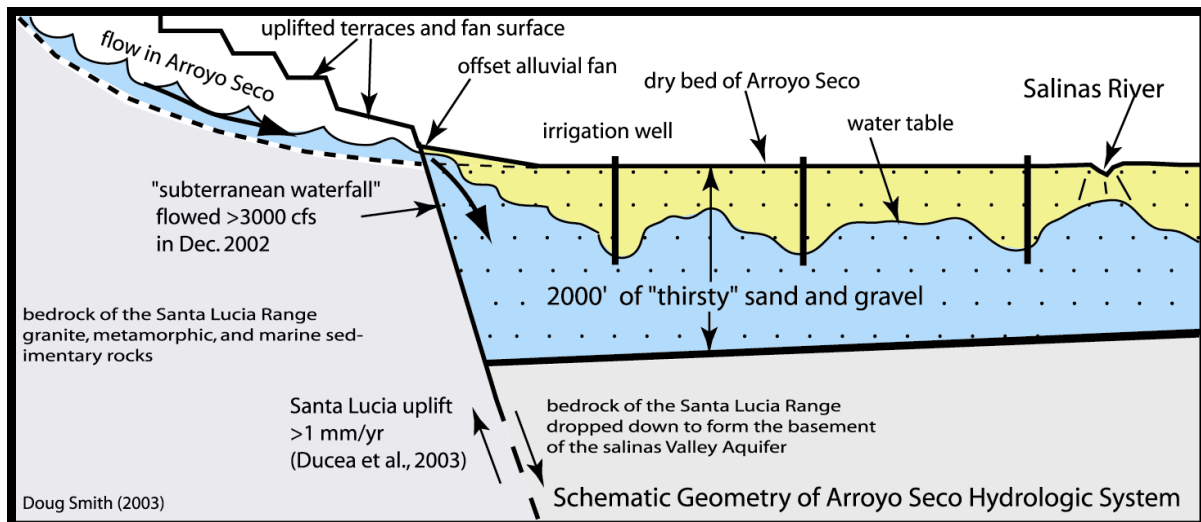 uplifted terraces and fan surface
flow in Arroyo Seco
offset alluvial fan
dry bed of Arroyo Seco
Salinas River
irrigation well
water table
"subterranean waterfall"
flowed >3000 cfs
in Dec. 2002
2000' of "thirsty" sand and gravel
bedrock of the Santa Lucia Range
granite, metamorphic, and marine sed-
imentary rocks
Santa Lucia uplift
>1 mm/yr
(Ducea et al., 2003)
bedrock of the Santa Lucia Range
dropped down to form the basement
of the salinas Valley Aquifer
Doug Smith (2003)
Schematic Geometry of Arroyo Seco Hydrologic System